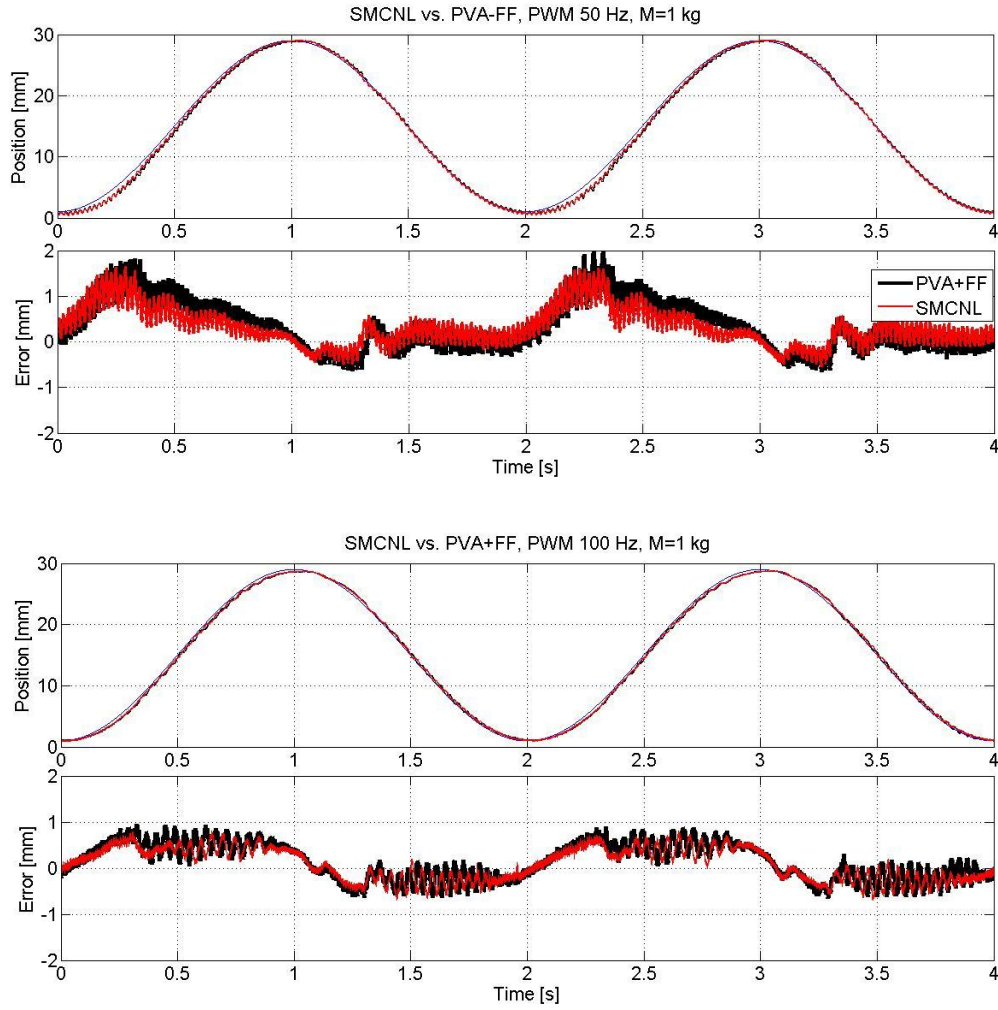 SMCNL vs. PVA-FF, PWM 50 Hz, M=1 kg
Position [mm]
30
20
10
0
0 0.5 1 1.5 2 2.5 3 3.5 4
Error [mm]
2
1
0
-1
-2
PVA+FF
SMCNL
0 0.5 1 1.5 2 2.5 3 3.5 4
Time [s]
SMCNL vs. PVA+FF, PWM 100 Hz, M=1 kg
Position [mm]
30
20
10
0
0 0.5 1 1.5 2 2.5 3 3.5 4
Error [mm]
2
1
0
-1
-2
0 0.5 1 1.5 2 2.5 3 3.5 4
Time [s]